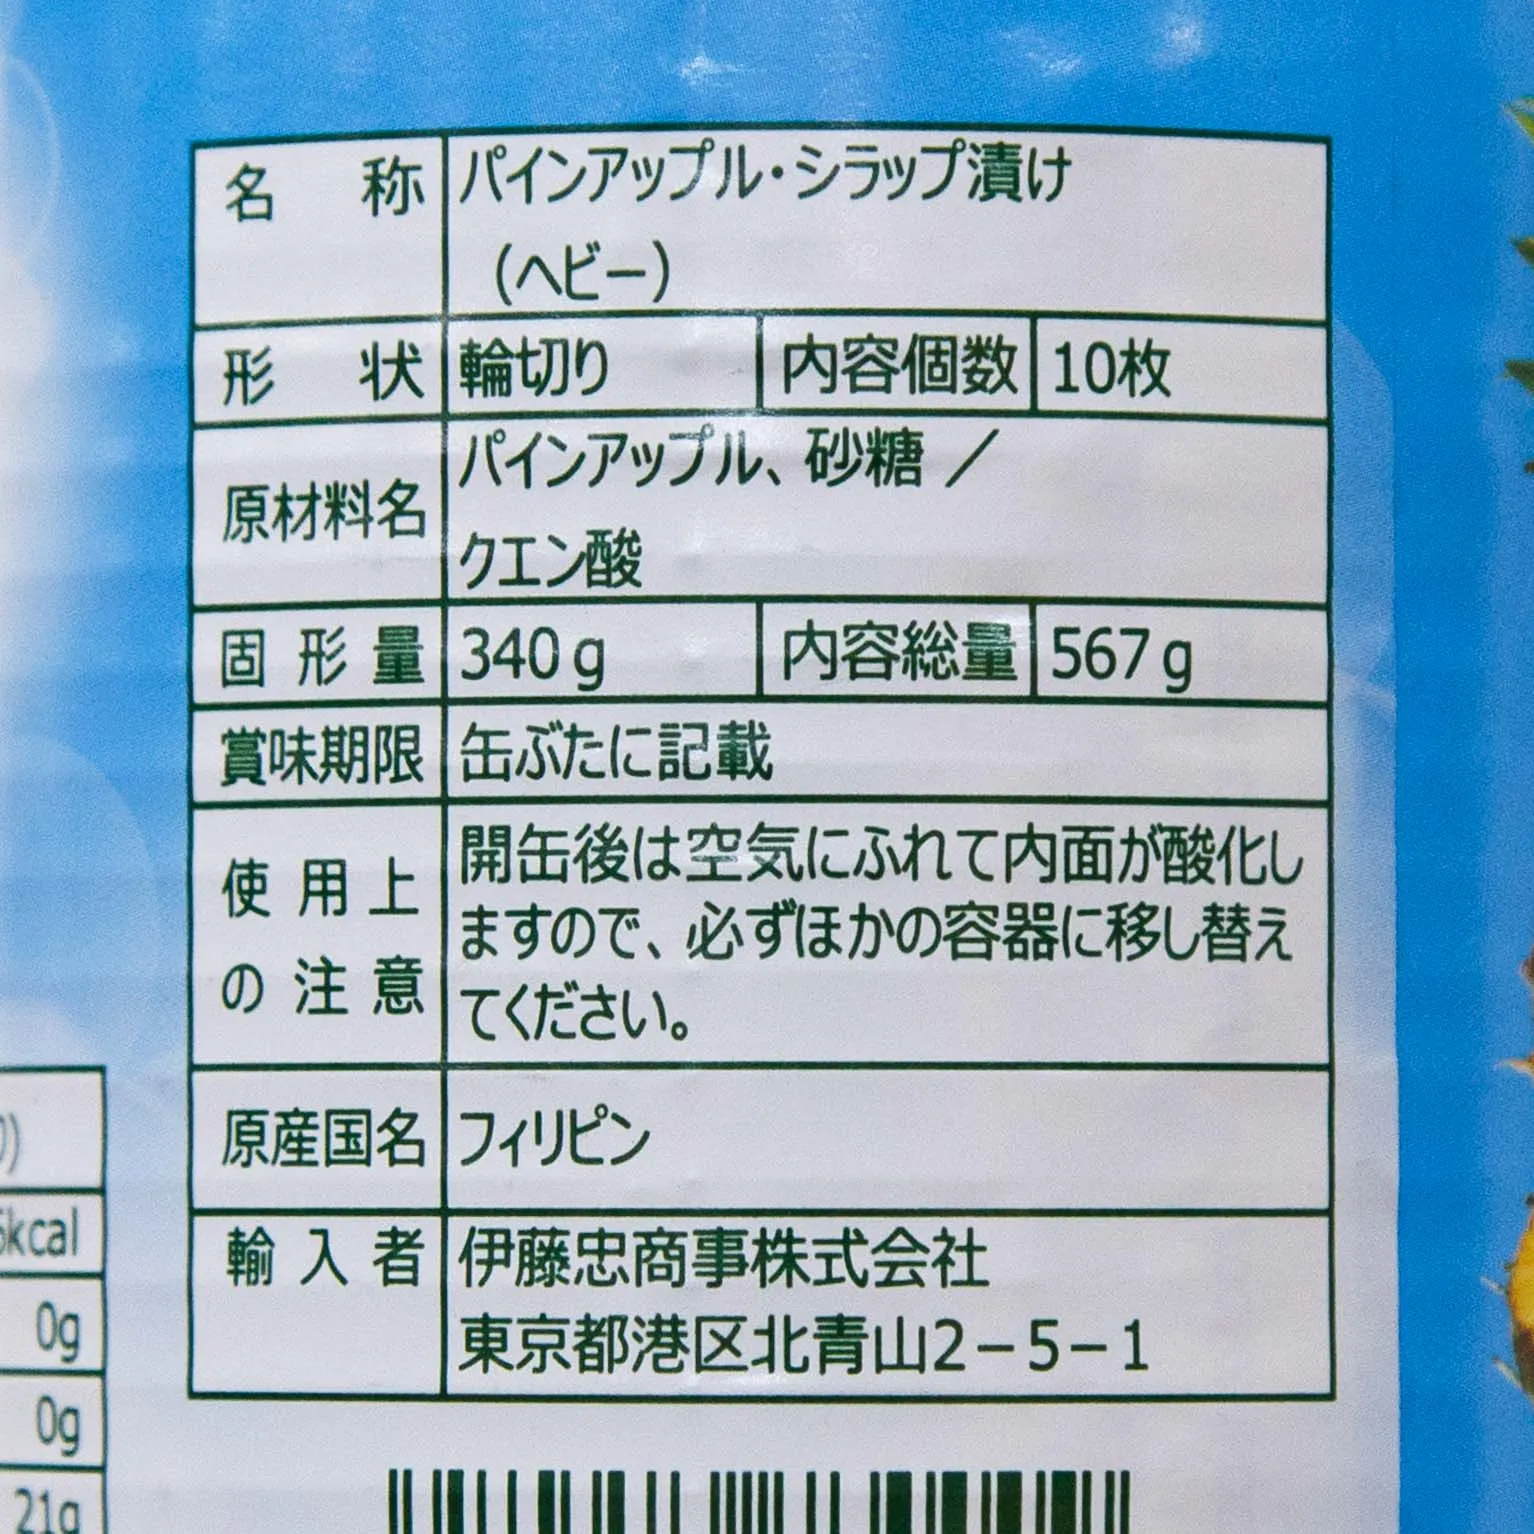 名 称 パインアップル・シラップ漬け
（ヘビー）
形 状 輪切り 内容個数 10枚
原材料名 パインアップル、砂糖 ／
クエン酸
固形量 340g 内容総量 567g
賞味期限 缶ぶたに記載
使用上の注意 開缶後は空気にふれて内面が酸化し
ますので、必ずほかの容器に移し替え
てください。
原産国名 フィリピン
輸入者 伊藤忠商事株式会社
東京都港区北青山2－5－1
kcal
0g
0g
21g